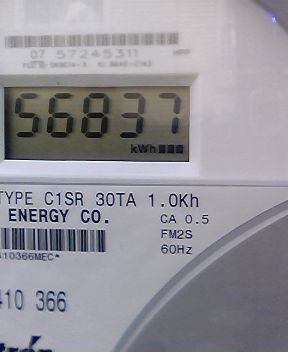 07 57245311
56837
kWh
TYPE C1SR 30TA 1.0Kh
ENERGY CO.
CA 0.5
FM2S
60Hz
410366MEC*
410 366